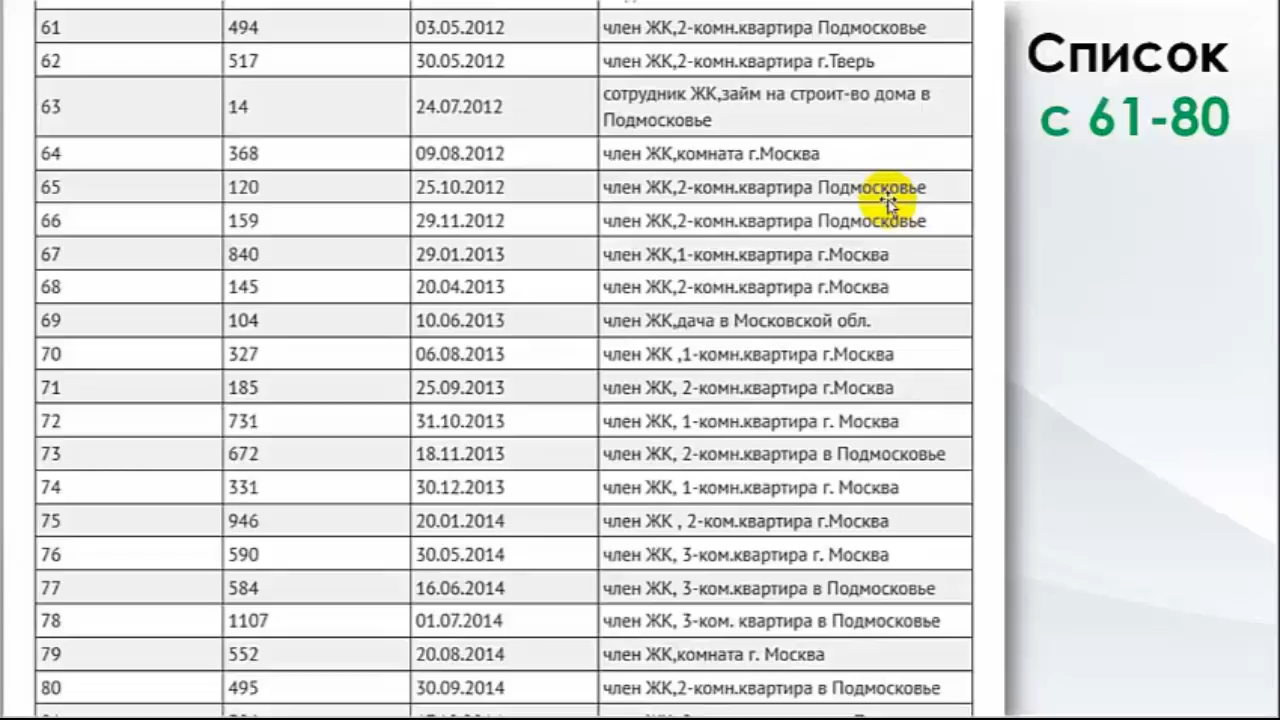 61 494 03.05.2012 член ЖК,2-комн.квартира Подмосковье
62 517 30.05.2012 член ЖК,2-комн.квартира г.Тверь
63 14 24.07.2012 сотрудник ЖК,займ на строит-во дома в
Подмосковье
64 368 09.08.2012 член ЖК,комната г.Москва
65 120 25.10.2012 член ЖК,2-комн.квартира Подмосковье
66 159 29.11.2012 член ЖК,2-комн.квартира Подмосковье
67 840 29.01.2013 член ЖК,1-комн.квартира г.Москва
68 145 20.04.2013 член ЖК,2-комн.квартира г.Москва
69 104 10.06.2013 член ЖК,дача в Московской обл.
70 327 06.08.2013 член ЖК ,1-комн.квартира г.Москва
71 185 25.09.2013 член ЖК, 2-комн.квартира г.Москва
72 731 31.10.2013 член ЖК, 1-комн.квартира г. Москва
73 672 18.11.2013 член ЖК, 2-комн.квартира в Подмосковье
74 331 30.12.2013 член ЖК, 1-комн.квартира г. Москва
75 946 20.01.2014 член ЖК , 2-ком.квартира г.Москва
76 590 30.05.2014 член ЖК, 3-ком.квартира г. Москва
77 584 16.06.2014 член ЖК, 3-ком.квартира в Подмосковье
78 1107 01.07.2014 член ЖК, 3-ком. квартира в Подмосковье
79 552 20.08.2014 член ЖК,комната г. Москва
80 495 30.09.2014 член ЖК,2-комн.квартира в Подмосковье
Список
с 61-80